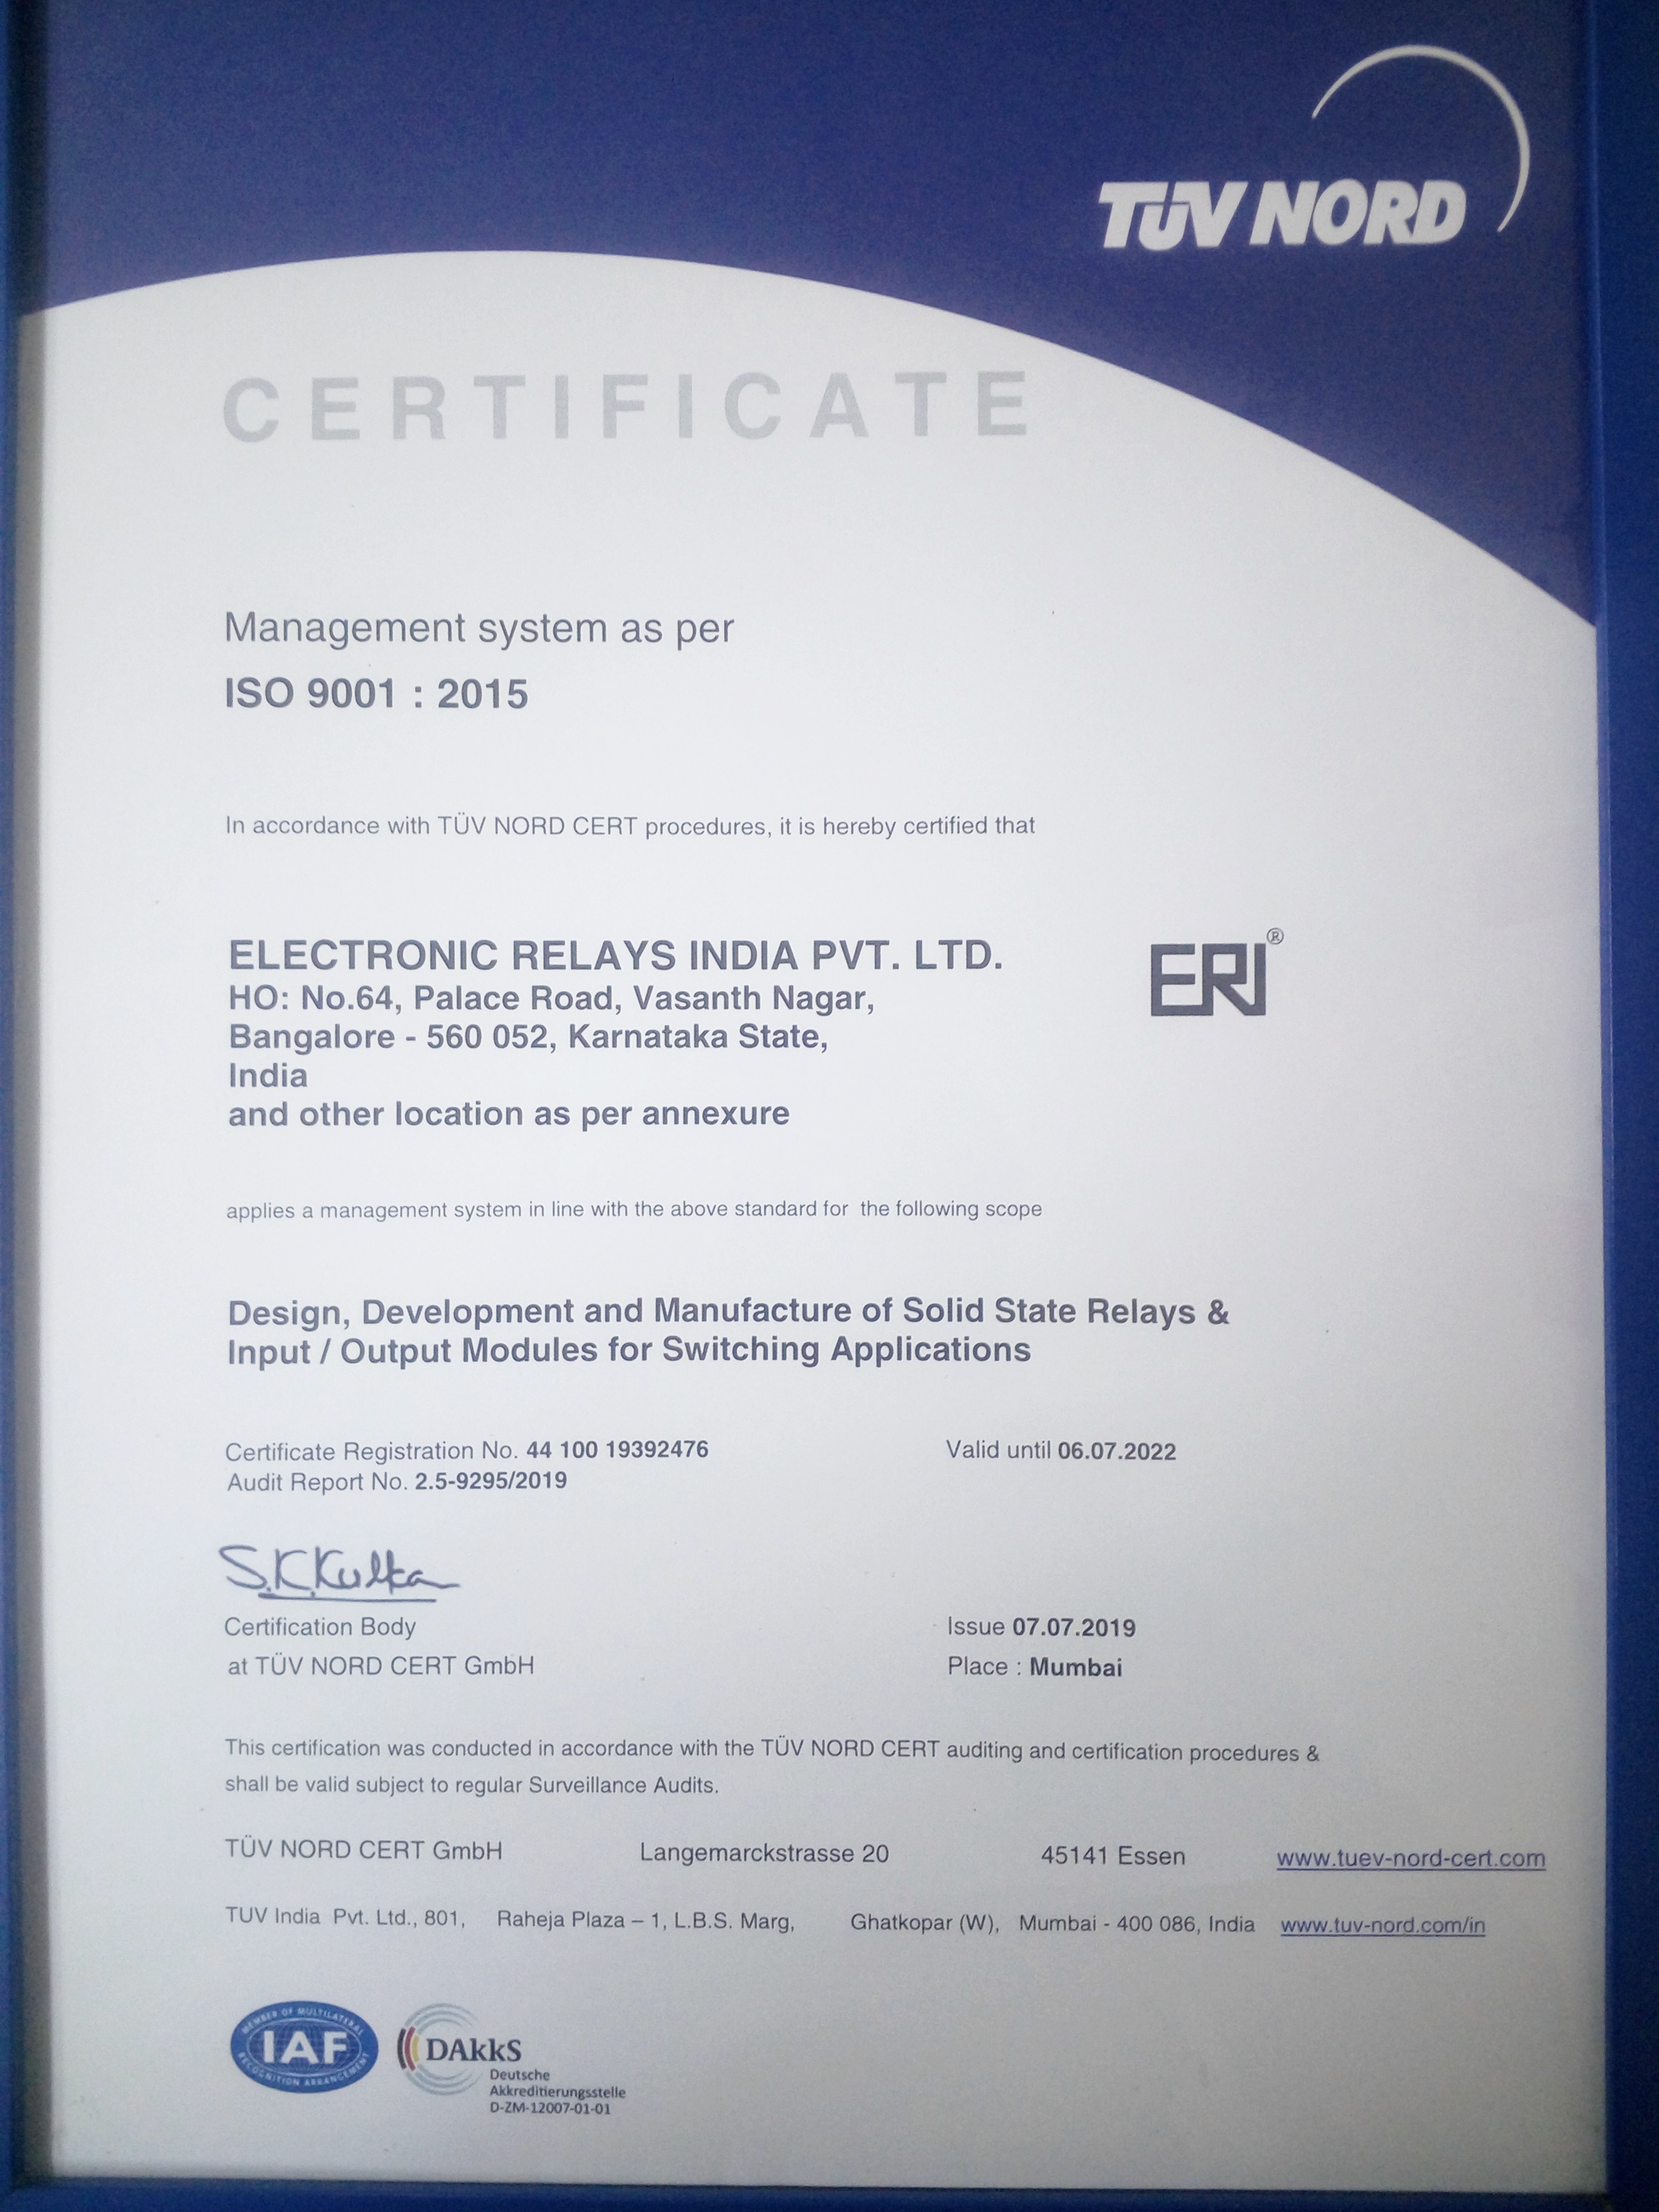 TÜV NORD
CERTIFICATE
Management system as per
ISO 9001 : 2015
In accordance with TÜV NORD CERT procedures, it is hereby certified that
ELECTRONIC RELAYS INDIA PVT. LTD.
ERI®
HO: No.64, Palace Road, Vasanth Nagar,
Bangalore - 560 052, Karnataka State,
India
and other location as per annexure
applies a management system in line with the above standard for the following scope
Design, Development and Manufacture of Solid State Relays &
Input / Output Modules for Switching Applications
Certificate Registration No. 44 100 19392476 Valid until 06.07.2022
Audit Report No. 2.5-9295/2019
S.K.Kulka
Certification Body Issue 07.07.2019
at TÜV NORD CERT GmbH Place : Mumbai
This certification was conducted in accordance with the TÜV NORD CERT auditing and certification procedures &
shall be valid subject to regular Surveillance Audits.
TÜV NORD CERT GmbH Langemarckstrasse 20 45141 Essen www.tuev-nord-cert.com
TUV India Pvt. Ltd., 801, Raheja Plaza – 1, L.B.S. Marg, Ghatkopar (W), Mumbai - 400 086, India www.tuv-nord.com/in
MEMBER OF MULTILATERAL
IAF
RECOGNITION ARRANGEMENT
DAkkS
Deutsche
Akkreditierungsstelle
D-ZM-12007-01-01